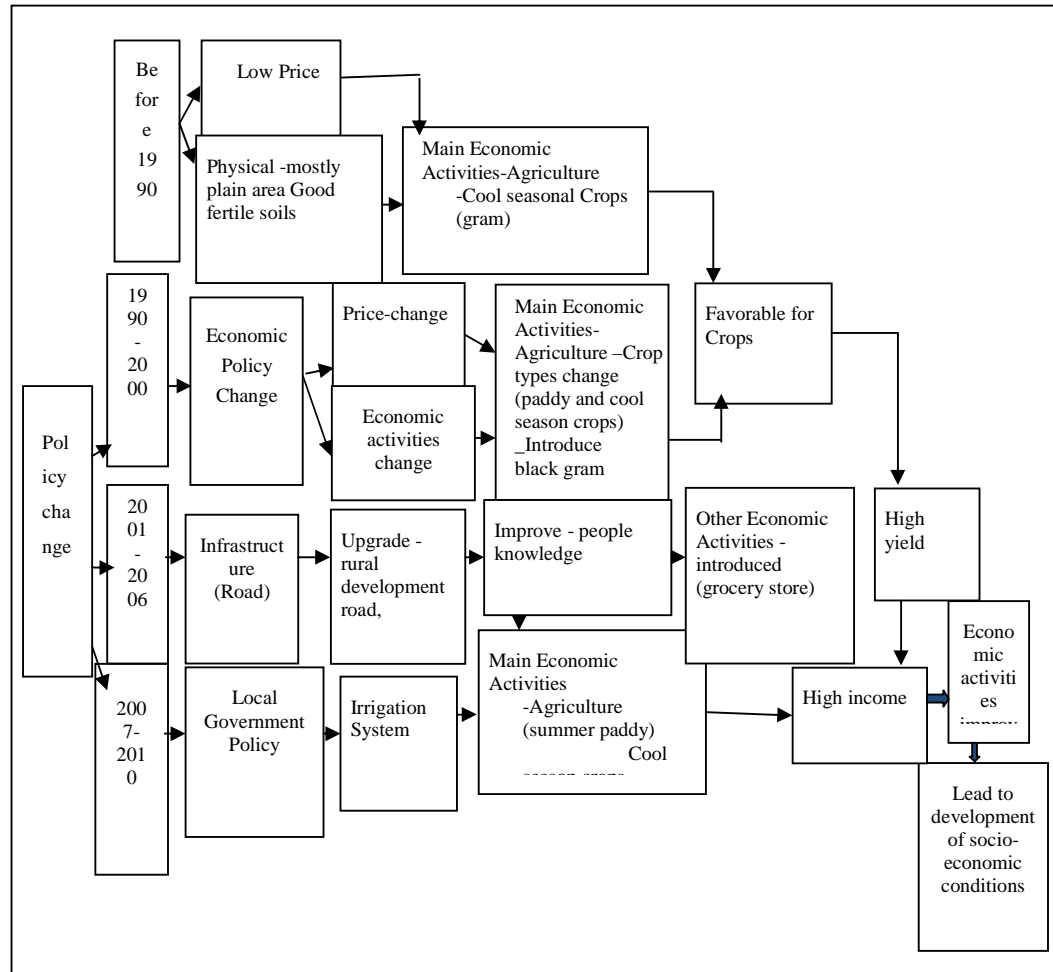 Be
for
e
19
90
Low Price
Physical -mostly
plain area Good
fertile soils
Main Economic
Activities-Agriculture
-Cool seasonal Crops
(gram)
Pol
icy
cha
nge
19
90
-
20
00
Economic
Policy
Change
Price-change
Economic
activities
change
Main Economic
Activities-
Agriculture –Crop
types change
(paddy and cool
season crops)
_Introduce
black gram
Favorable for
Crops
20
01
-
20
06
Infrastruct
ure
(Road)
Upgrade -
rural
development
road,
Improve - people
knowledge
Other Economic
Activities -
introduced
(grocery store)
High
yield
200
7-
201
0
Local
Government
Policy
Irrigation
System
Main Economic
Activities
-Agriculture
(summer paddy)
Cool
season crops
High income
Econo
mic
activiti
es
improv
Lead to
development
of socio-
economic
conditions